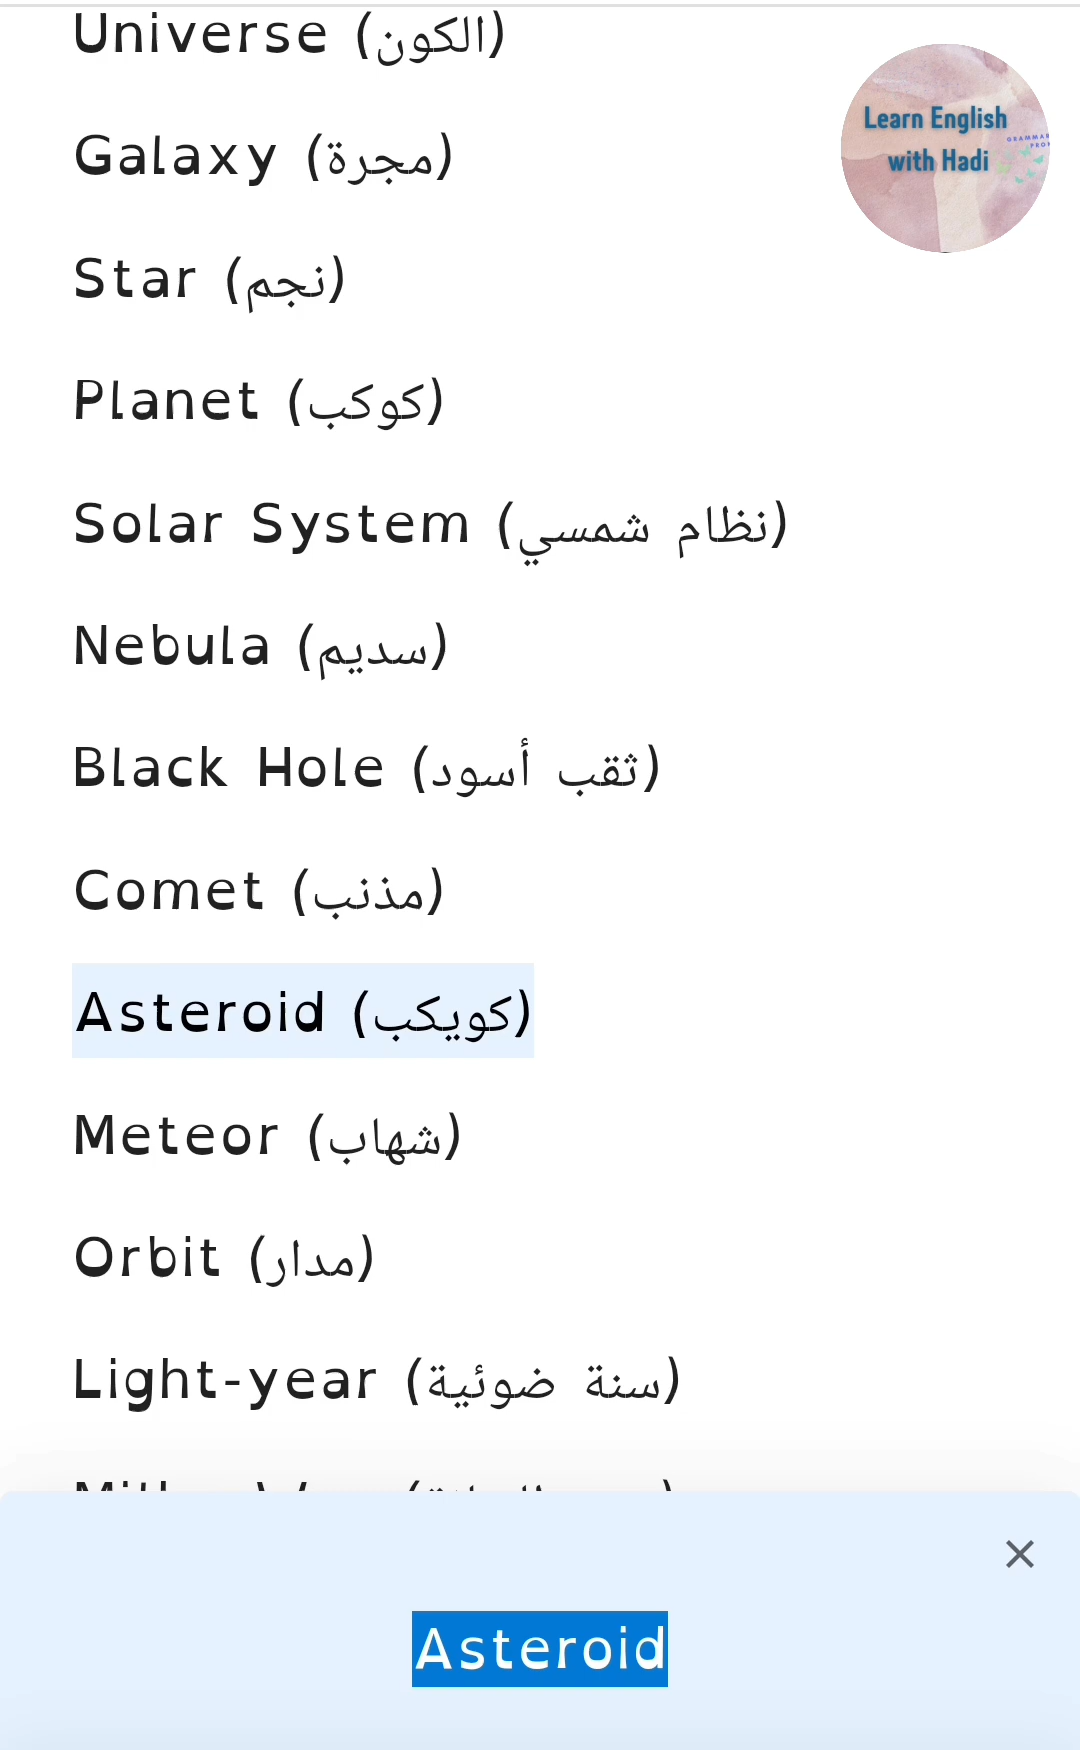 Universe (الكون)
Learn English
with Hadi
Galaxy (مجرة)
Star (نجم)
Planet (كوكب)
Solar System (نظام شمسي)
Nebula (سديم)
Black Hole (ثقب أسود)
Comet (مذنب)
Asteroid (كويكب)
Meteor (شهاب)
Orbit (مدار)
Light-year (سنة ضوئية)
Asteroid